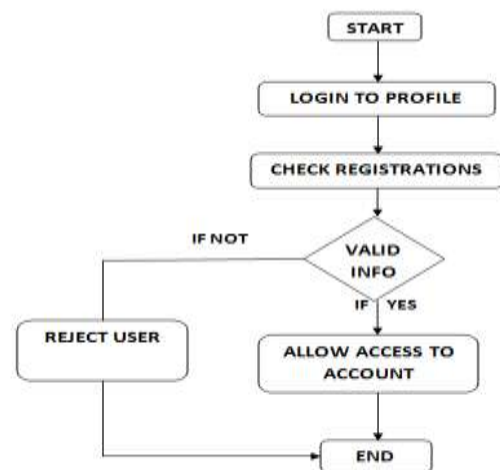 START
LOGIN TO PROFILE
CHECK REGISTRATIONS
IF NOT
VALID
INFO
IF YES
REJECT USER
ALLOW ACCESS TO
ACCOUNT
END